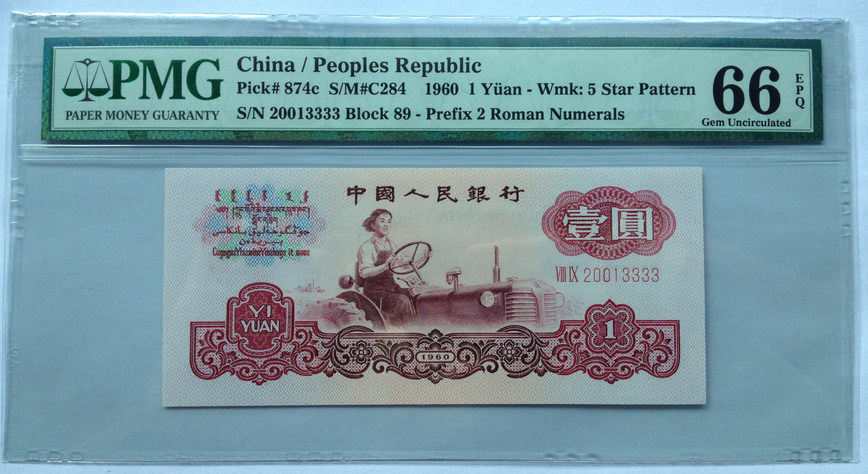 PMG
PAPER MONEY GUARANTY
China / Peoples Republic
Pick# 874c S/M#C284 1960 1 Yüan - Wmk: 5 Star Pattern
S/N 20013333 Block 89 - Prefix 2 Roman Numerals
66
EPQ
Gem Uncirculated
中國人民銀行
壹圓
VIII IX 20013333
YI
YUAN
1960
1